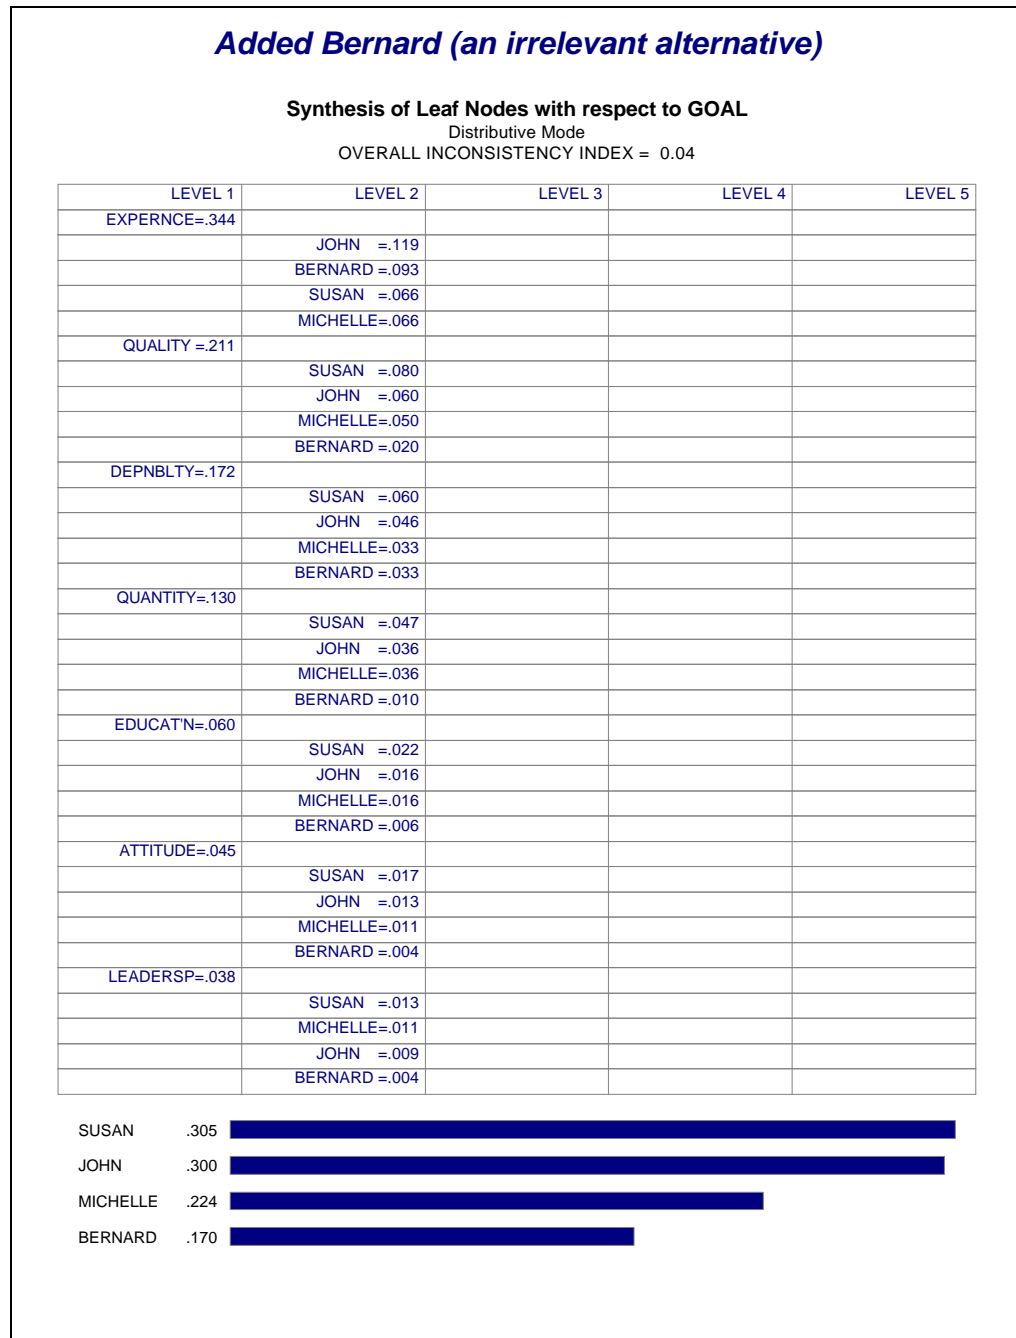 Added Bernard (an irrelevant alternative)
Synthesis of Leaf Nodes with respect to GOAL
Distributive Mode
OVERALL INCONSISTENCY INDEX = 0.04
LEVEL 1 LEVEL 2 LEVEL 3 LEVEL 4 LEVEL 5
EXPERNCE=.344
JOHN =.119
BERNARD =.093
SUSAN =.066
MICHELLE=.066
QUALITY =.211
SUSAN =.080
JOHN =.060
MICHELLE=.050
BERNARD =.020
DEPNBLTY=.172
SUSAN =.060
JOHN =.046
MICHELLE=.033
BERNARD =.033
QUANTITY=.130
SUSAN =.047
JOHN =.036
MICHELLE=.036
BERNARD =.010
EDUCAT'N=.060
SUSAN =.022
JOHN =.016
MICHELLE=.016
BERNARD =.006
ATTITUDE=.045
SUSAN =.017
JOHN =.013
MICHELLE=.011
BERNARD =.004
LEADERSP=.038
SUSAN =.013
MICHELLE=.011
JOHN =.009
BERNARD =.004
SUSAN .305
JOHN .300
MICHELLE .224
BERNARD .170